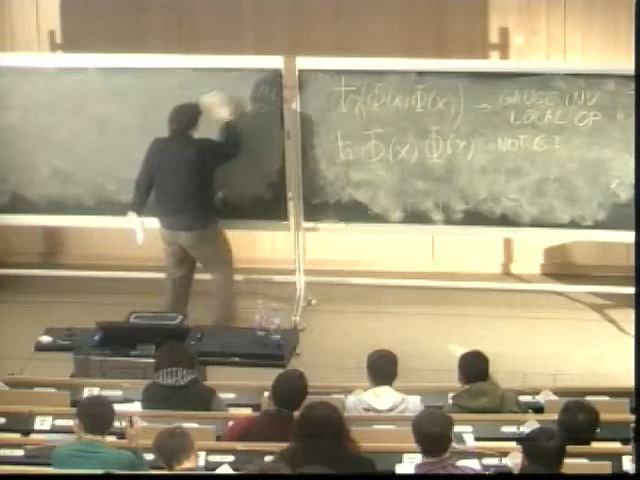 tr(Φ(x)Φ(x)) → GAUGE INV
LOCAL OP
tr Φ(x) Φ(y) NOT G I